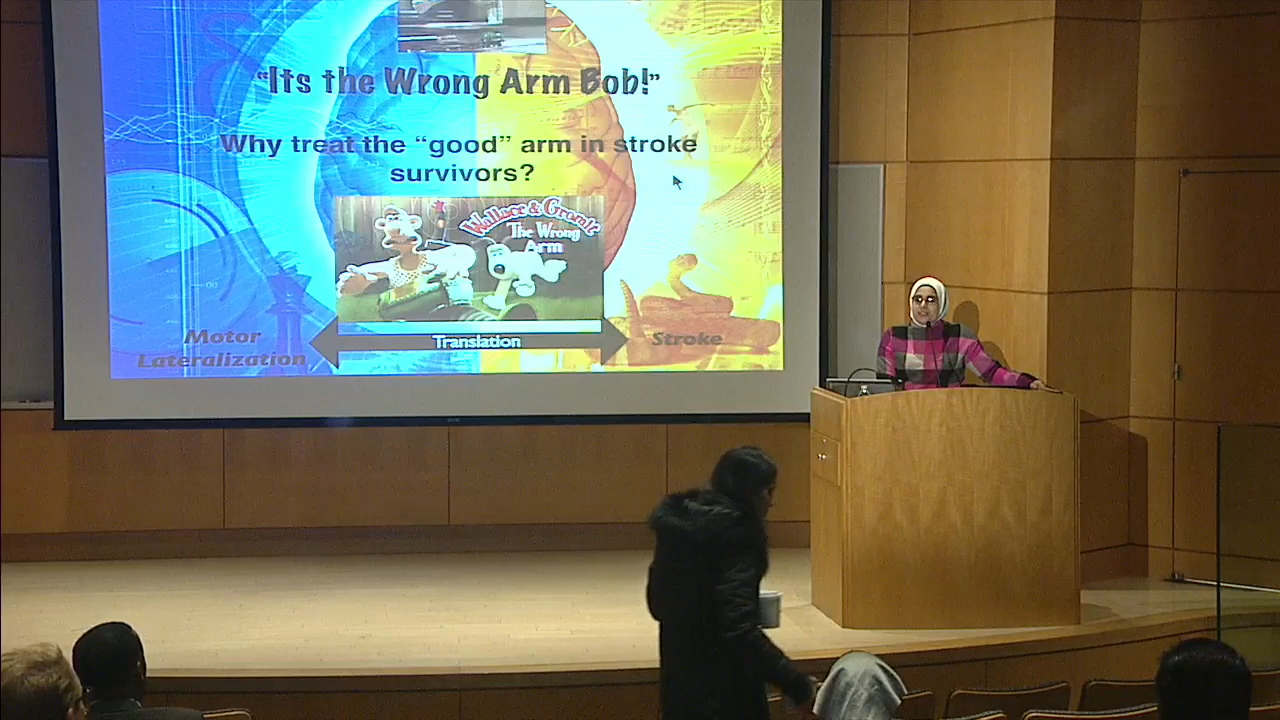 “Its the Wrong Arm Bob!”
Why treat the “good” arm in stroke
survivors?
Wallace & Gromit
The Wrong
Arm
Motor
Lateralization
Translation
Stroke